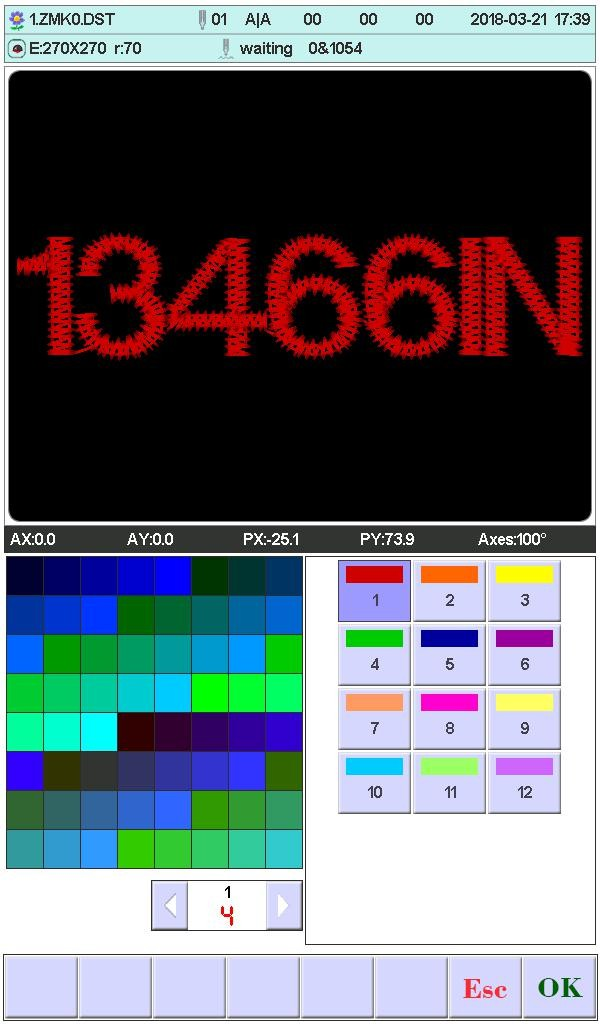 1.ZMK0.DST 01 A|A 00 00 00 2018-03-21 17:39
E:270X270 r:70 waiting 0&1054
13466IN
AX:0.0 AY:0.0 PX:-25.1 PY:73.9 Axes:100°
1 2 3
4 5 6
7 8 9
10 11 12
1
4
Esc OK